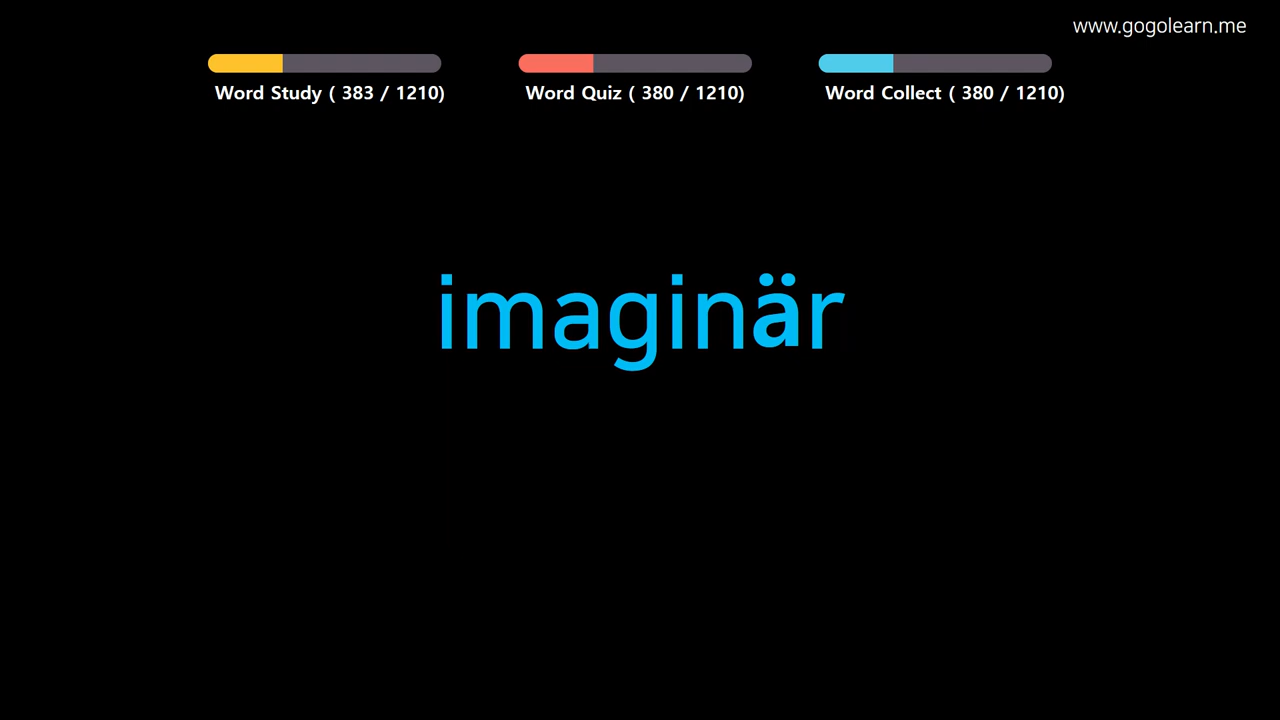 www.gogolearn.me
Word Study ( 383 / 1210)
Word Quiz ( 380 / 1210)
Word Collect ( 380 / 1210)
imaginär